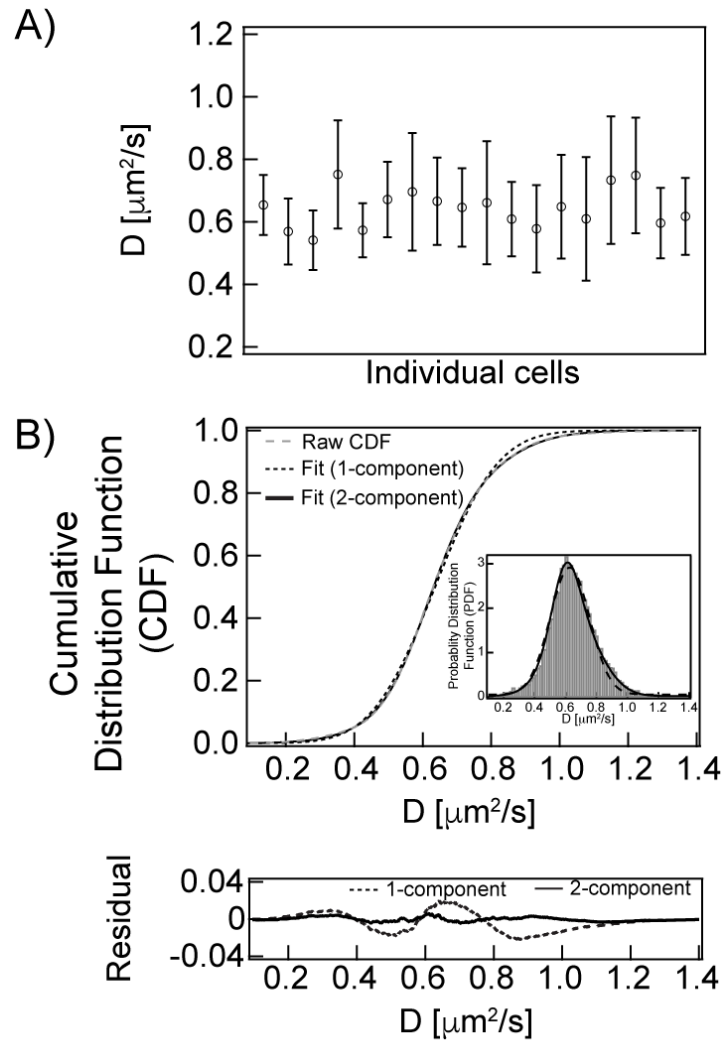 A)
D [μm²/s]
1.2
1.0
0.8
0.6
0.4
0.2
Individual cells
B)
Cumulative
Distribution Function
(CDF)
1.0
0.8
0.6
0.4
0.2
0.0
Raw CDF
Fit (1-component)
Fit (2-component)
Probablity Distribution
Function (PDF)
3
2
1
0
0.2 0.4 0.6 0.8 1.0 1.2 1.4
D [μm²/s]
0.2 0.4 0.6 0.8 1.0 1.2 1.4
D [μm²/s]
Residual
0.04
0
-0.04
1-component 2-component
0.2 0.4 0.6 0.8 1.0 1.2 1.4
D [μm²/s]